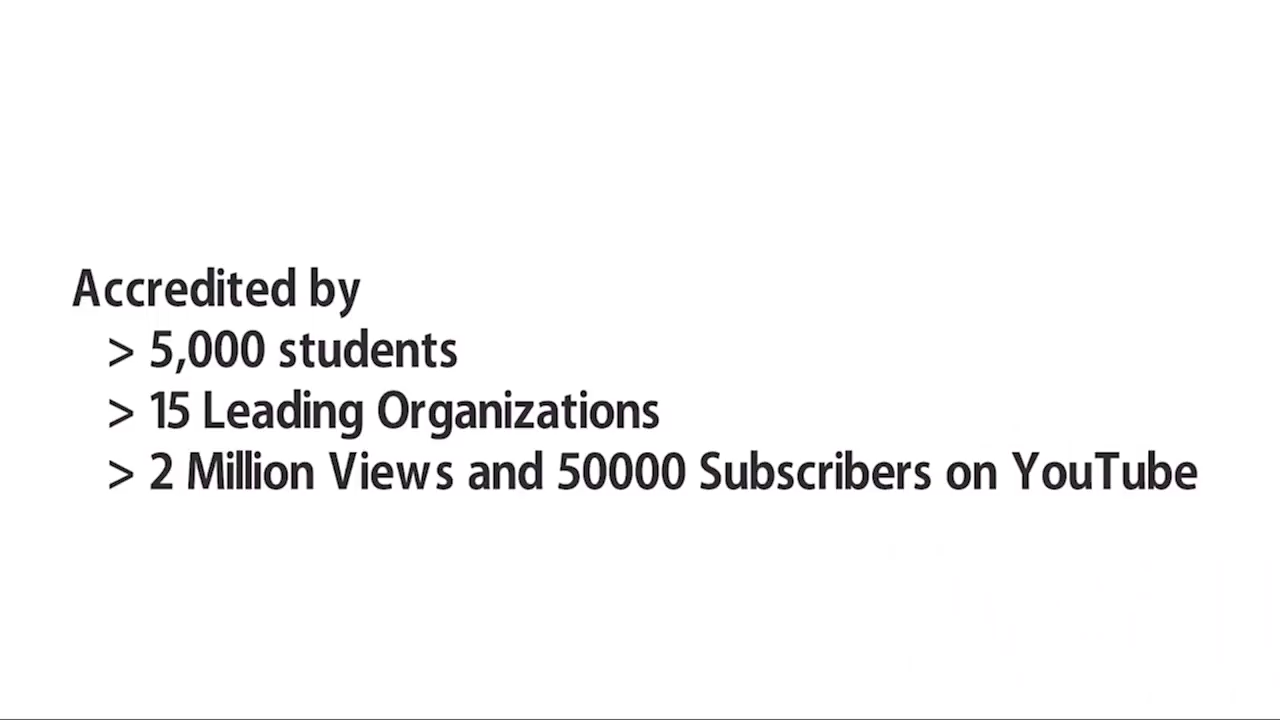 Accredited by
> 5,000 students
> 15 Leading Organizations
> 2 Million Views and 50000 Subscribers on YouTube